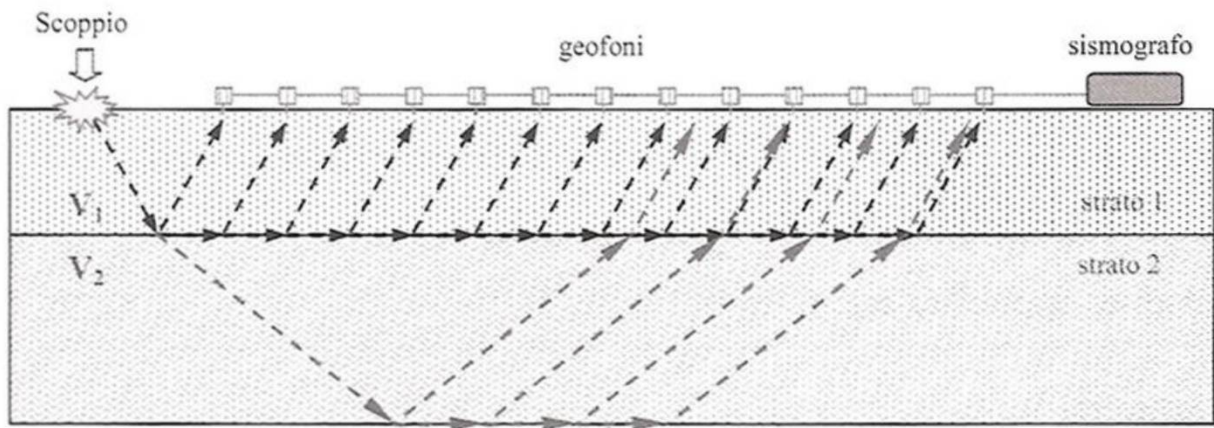 Scoppio
geofoni
sismografo
V1
strato 1
V2
strato 2